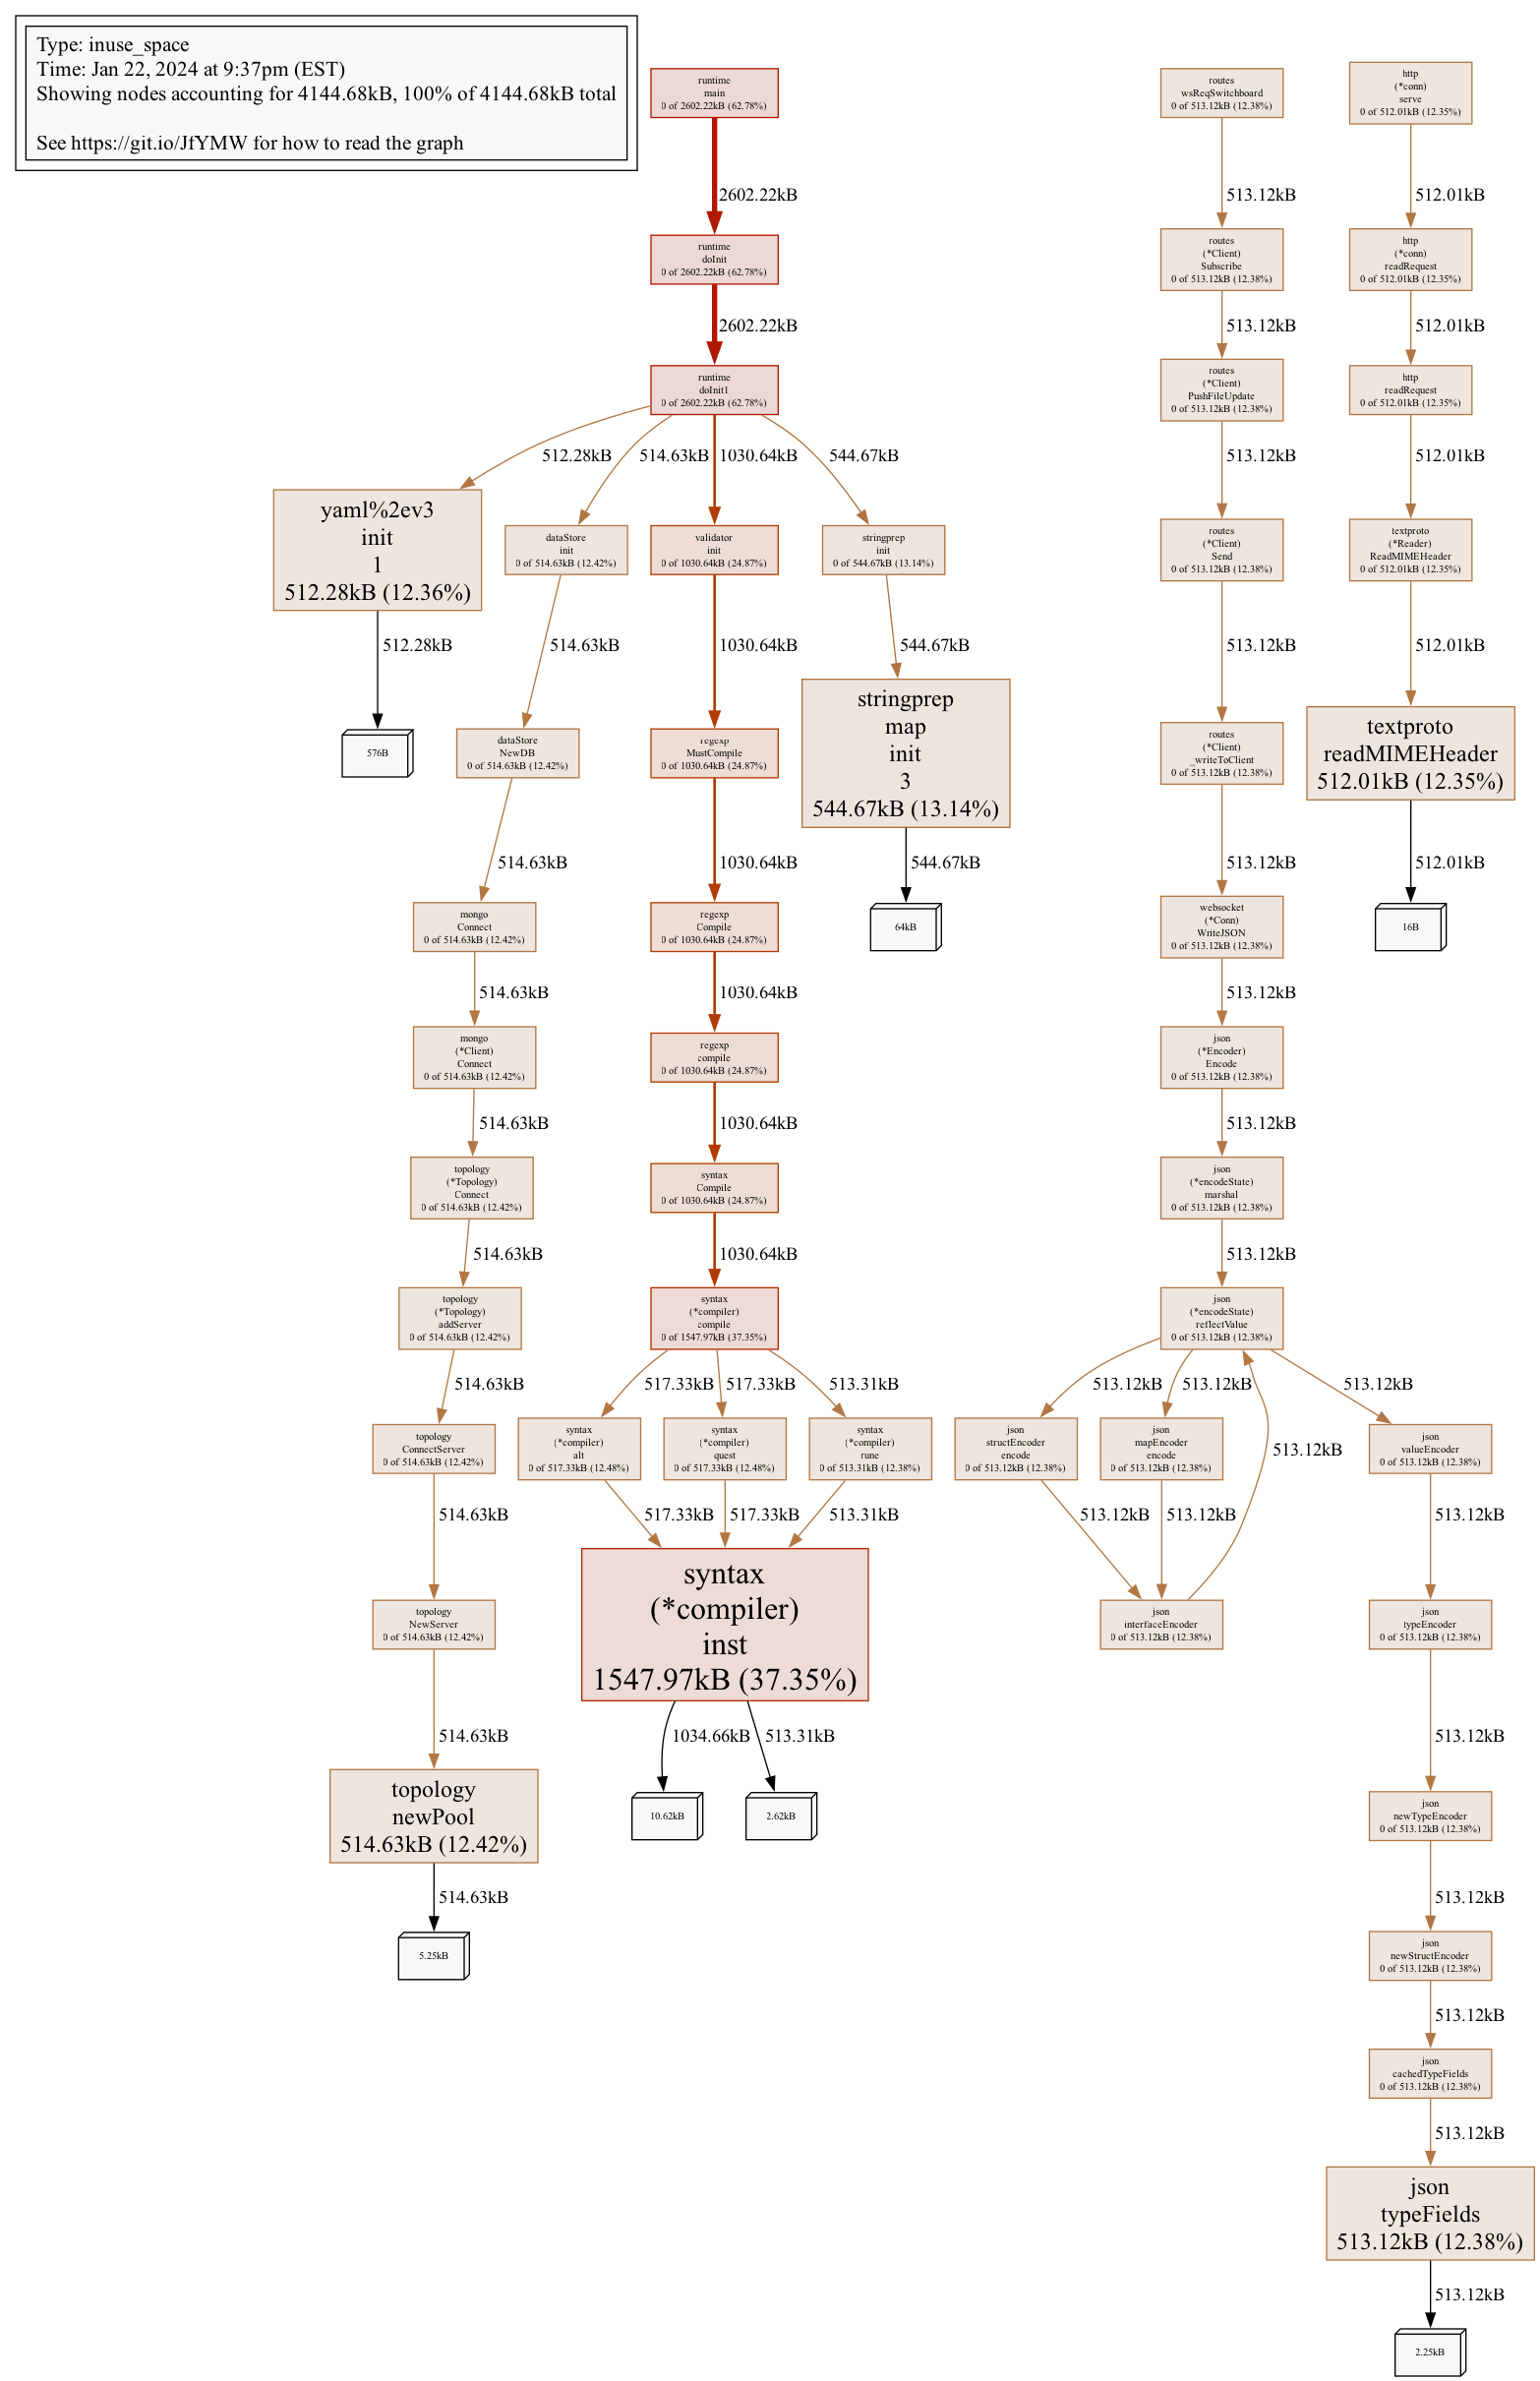 Type: inuse_space
Time: Jan 22, 2024 at 9:37pm (EST)
Showing nodes accounting for 4144.68kB, 100% of 4144.68kB total
See https://git.io/JfYMW for how to read the graph
runtime
main
0 of 2602.22kB (62.78%)
routes
wsReqSwitchboard
0 of 513.12kB (12.38%)
http
(*conn)
serve
0 of 512.01kB (12.35%)
2602.22kB
513.12kB
512.01kB
runtime
doInit
0 of 2602.22kB (62.78%)
routes
(*Client)
Subscribe
0 of 513.12kB (12.38%)
http
(*conn)
readRequest
0 of 512.01kB (12.35%)
2602.22kB
513.12kB
512.01kB
runtime
doInit1
0 of 2602.22kB (62.78%)
routes
(*Client)
PushFileUpdate
0 of 513.12kB (12.38%)
http
readRequest
0 of 512.01kB (12.35%)
512.28kB
514.63kB
1030.64kB
544.67kB
513.12kB
512.01kB
yaml%2ev3
init
1
512.28kB (12.36%)
dataStore
init
0 of 514.63kB (12.42%)
validator
init
0 of 1030.64kB (24.87%)
stringprep
init
0 of 544.67kB (13.14%)
routes
(*Client)
Send
0 of 513.12kB (12.38%)
textproto
(*Reader)
ReadMIMEHeader
0 of 512.01kB (12.35%)
512.28kB
514.63kB
1030.64kB
544.67kB
513.12kB
512.01kB
576B
dataStore
NewDB
0 of 514.63kB (12.42%)
regexp
MustCompile
0 of 1030.64kB (24.87%)
stringprep
map
init
3
544.67kB (13.14%)
routes
(*Client)
_writeToClient
0 of 513.12kB (12.38%)
textproto
readMIMEHeader
512.01kB (12.35%)
514.63kB
1030.64kB
544.67kB
513.12kB
512.01kB
mongo
Connect
0 of 514.63kB (12.42%)
regexp
Compile
0 of 1030.64kB (24.87%)
64kB
websocket
(*Conn)
WriteJSON
0 of 513.12kB (12.38%)
16B
514.63kB
1030.64kB
513.12kB
mongo
(*Client)
Connect
0 of 514.63kB (12.42%)
regexp
compile
0 of 1030.64kB (24.87%)
json
(*Encoder)
Encode
0 of 513.12kB (12.38%)
514.63kB
1030.64kB
513.12kB
topology
(*Topology)
Connect
0 of 514.63kB (12.42%)
syntax
Compile
0 of 1030.64kB (24.87%)
json
(*encodeState)
marshal
0 of 513.12kB (12.38%)
514.63kB
1030.64kB
513.12kB
topology
(*Topology)
addServer
0 of 514.63kB (12.42%)
syntax
(*compiler)
compile
0 of 1547.97kB (37.35%)
json
(*encodeState)
reflectValue
0 of 513.12kB (12.38%)
514.63kB
517.33kB
517.33kB
513.31kB
513.12kB
513.12kB
513.12kB
513.12kB
topology
ConnectServer
0 of 514.63kB (12.42%)
syntax
(*compiler)
alt
0 of 517.33kB (12.48%)
syntax
(*compiler)
quest
0 of 517.33kB (12.48%)
syntax
(*compiler)
rune
0 of 513.31kB (12.38%)
json
structEncoder
encode
0 of 513.12kB (12.38%)
json
mapEncoder
encode
0 of 513.12kB (12.38%)
json
valueEncoder
0 of 513.12kB (12.38%)
514.63kB
517.33kB
517.33kB
513.31kB
513.12kB
513.12kB
513.12kB
topology
NewServer
0 of 514.63kB (12.42%)
syntax
(*compiler)
inst
1547.97kB (37.35%)
json
interfaceEncoder
0 of 513.12kB (12.38%)
json
typeEncoder
0 of 513.12kB (12.38%)
514.63kB
1034.66kB
513.31kB
513.12kB
topology
newPool
514.63kB (12.42%)
10.62kB
2.62kB
json
newTypeEncoder
0 of 513.12kB (12.38%)
514.63kB
513.12kB
5.25kB
json
newStructEncoder
0 of 513.12kB (12.38%)
513.12kB
json
cachedTypeFields
0 of 513.12kB (12.38%)
513.12kB
json
typeFields
513.12kB (12.38%)
513.12kB
2.25kB